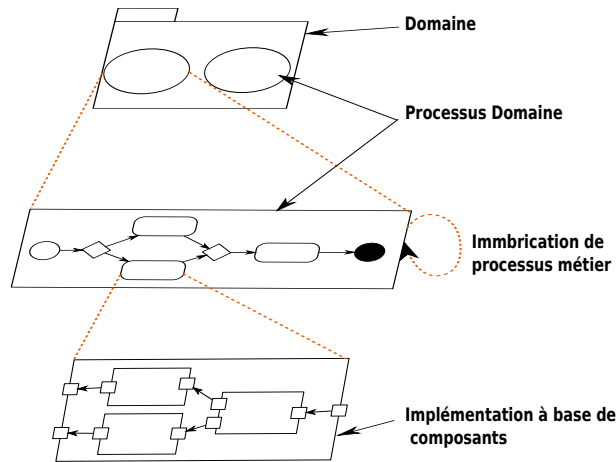 Domaine
Processus Domaine
Immbrication de
processus métier
Implémentation à base de
composants